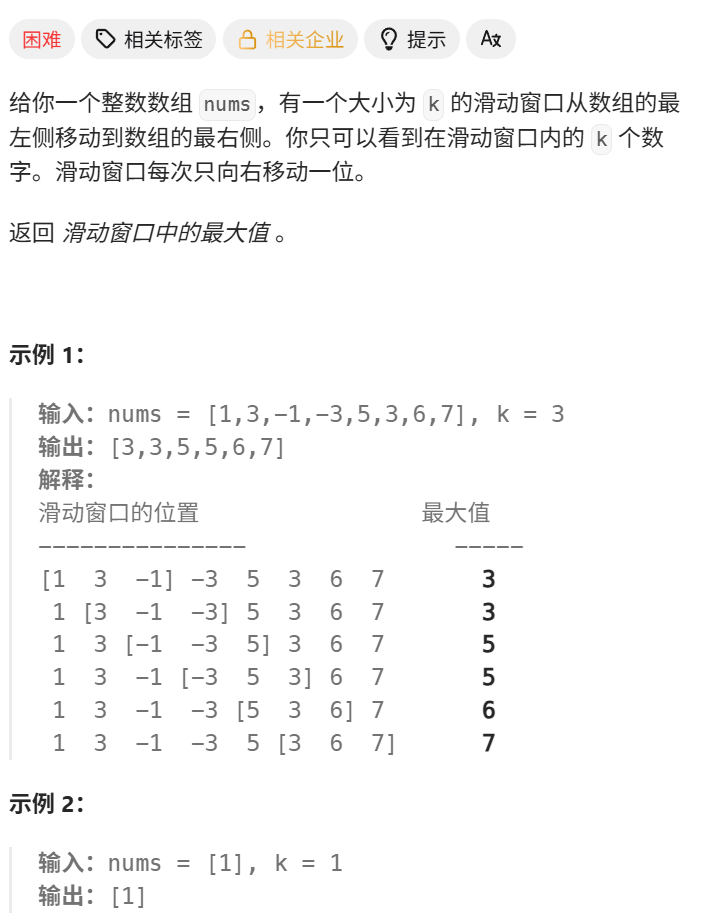 困难 相关标签 相关企业 提示
给你一个整数数组 nums，有一个大小为 k 的滑动窗口从数组的最
左侧移动到数组的最右侧。你只可以看到在滑动窗口内的 k 个数
字。滑动窗口每次只向右移动一位。
返回 滑动窗口中的最大值 。
示例 1：
输入：nums = [1,3,-1,-3,5,3,6,7], k = 3
输出：[3,3,5,5,6,7]
解释：
滑动窗口的位置                最大值
---------------               -----
[1  3  -1] -3  5  3  6  7       3
 1 [3  -1  -3] 5  3  6  7       3
 1  3 [-1  -3  5] 3  6  7       5
 1  3  -1 [-3  5  3] 6  7       5
 1  3  -1  -3 [5  3  6] 7       6
 1  3  -1  -3  5 [3  6  7]      7
示例 2：
输入：nums = [1], k = 1
输出：[1]